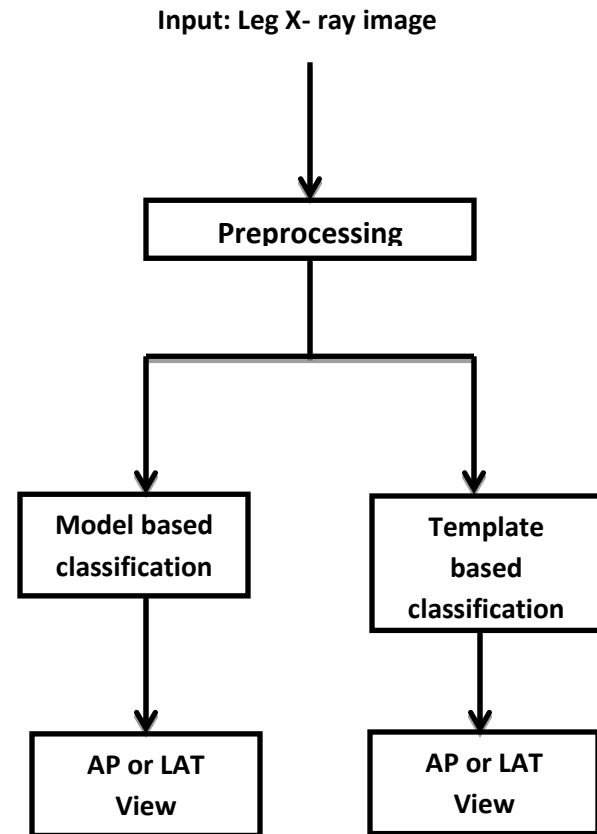 Input: Leg X- ray image
Preprocessing
Model based
classification
Template
based
classification
AP or LAT
View
AP or LAT
View